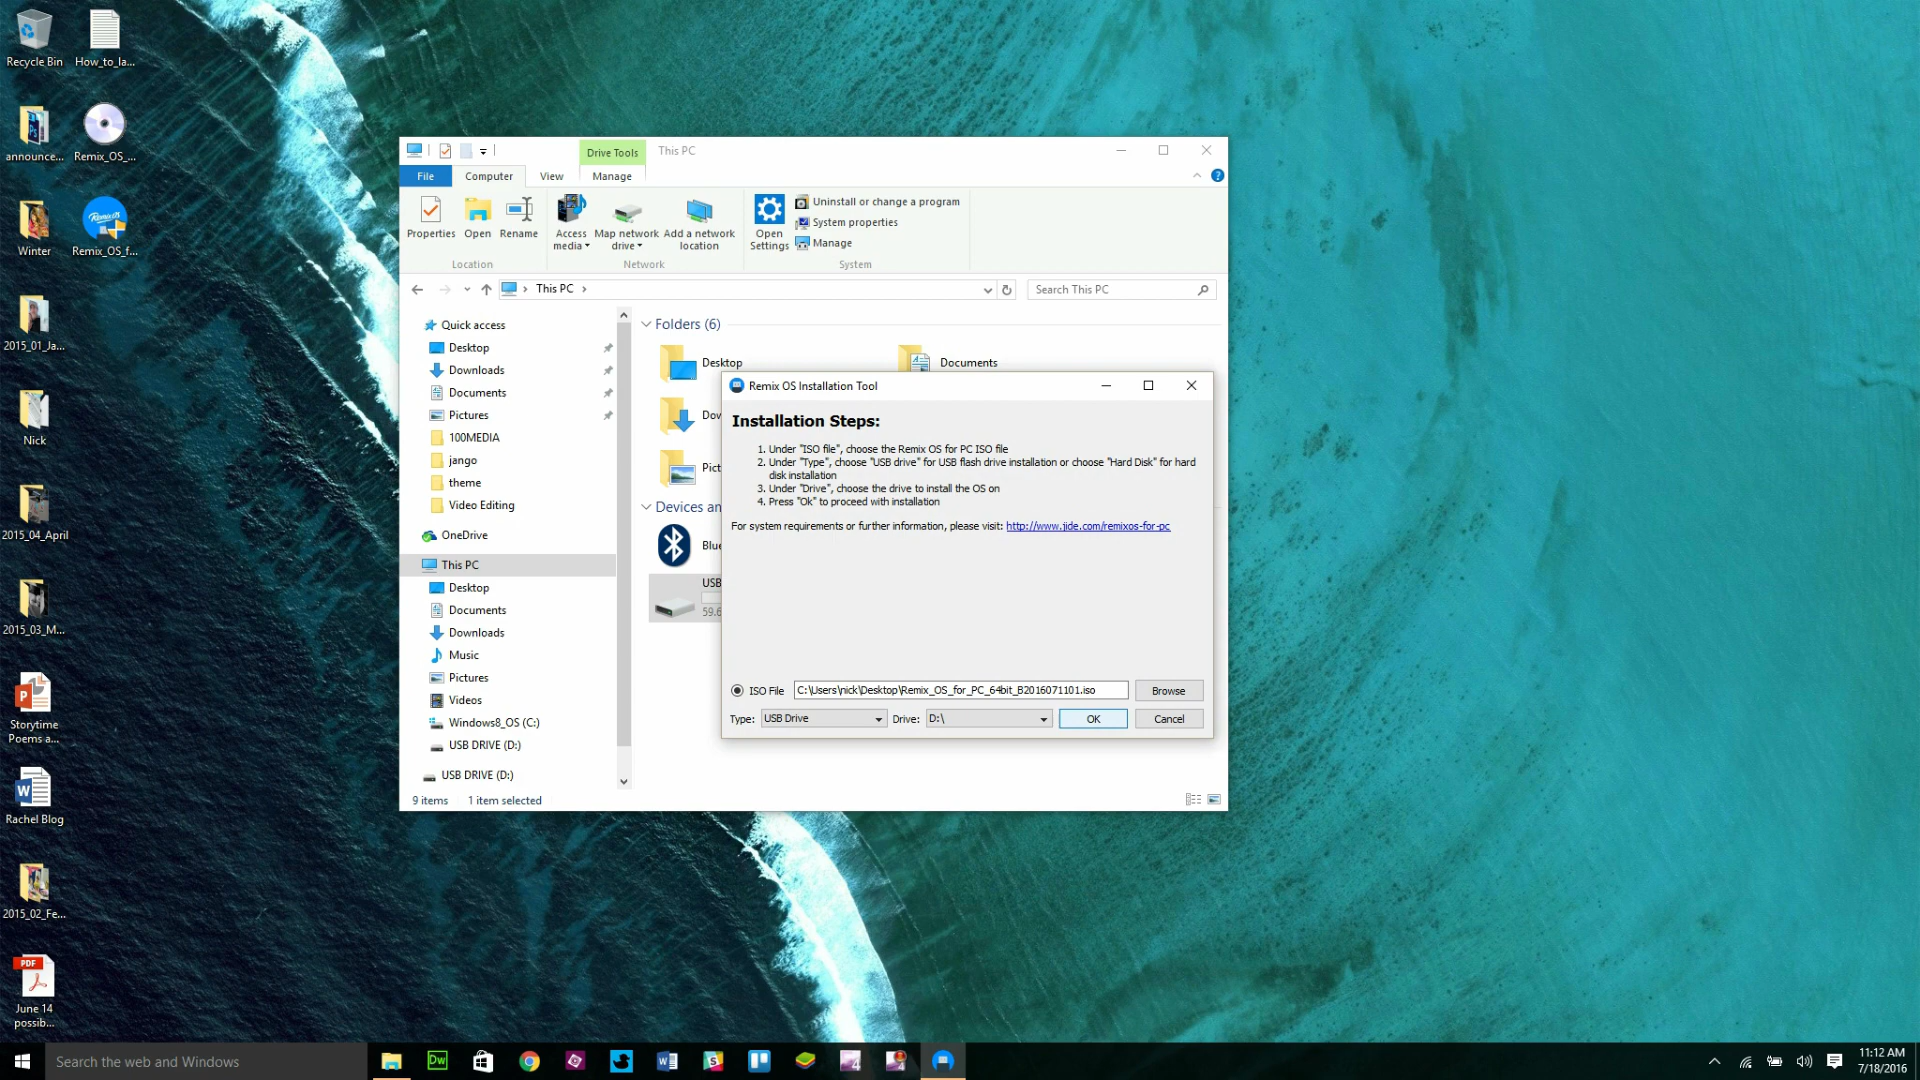 Recycle Bin
How_to_la...
announce...
Remix_OS_...
Winter
Remix_OS_f...
2015_01_Ja...
Nick
2015_04_April
2015_03_M...
Storytime
Poems a...
Rachel Blog
2015_02_Fe...
PDF
June 14
possib...
Drive Tools
This PC
File
Computer
View
Manage
Properties
Open
Rename
Access
media
Map network
drive
Add a network
location
Open
Settings
Uninstall or change a program
System properties
Manage
Location
Network
System
This PC
Search This PC
Quick access
Desktop
Downloads
Documents
Pictures
100MEDIA
jango
theme
Video Editing
OneDrive
This PC
Desktop
Documents
Downloads
Music
Pictures
Videos
Windows8_OS (C:)
USB DRIVE (D:)
USB DRIVE (D:)
9 items
1 item selected
Folders (6)
Desktop
Documents
Dov
Pict
Devices an
Blue
USB
59.6
Remix OS Installation Tool
Installation Steps:
1. Under "ISO file", choose the Remix OS for PC ISO file
2. Under "Type", choose "USB drive" for USB flash drive installation or choose "Hard Disk" for hard
disk installation
3. Under "Drive", choose the drive to install the OS on
4. Press "Ok" to proceed with installation
For system requirements or further information, please visit: http://www.jide.com/remixos-for-pc
ISO File
C:\Users\nick\Desktop\Remix_OS_for_PC_64bit_B2016071101.iso
Browse
Type:
USB Drive
Drive:
D:\
OK
Cancel
Search the web and Windows
Dw
11:12 AM
7/18/2016